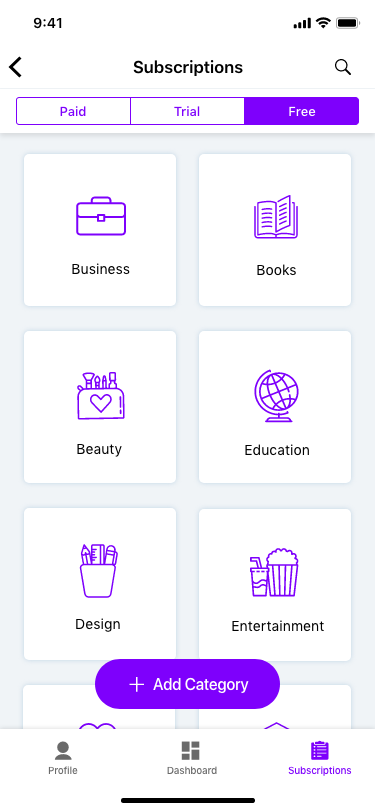 9:41
Subscriptions
Paid Trial Free
Business Books
Beauty Education
Design Entertainment
Add Category
Profile Dashboard Subscriptions